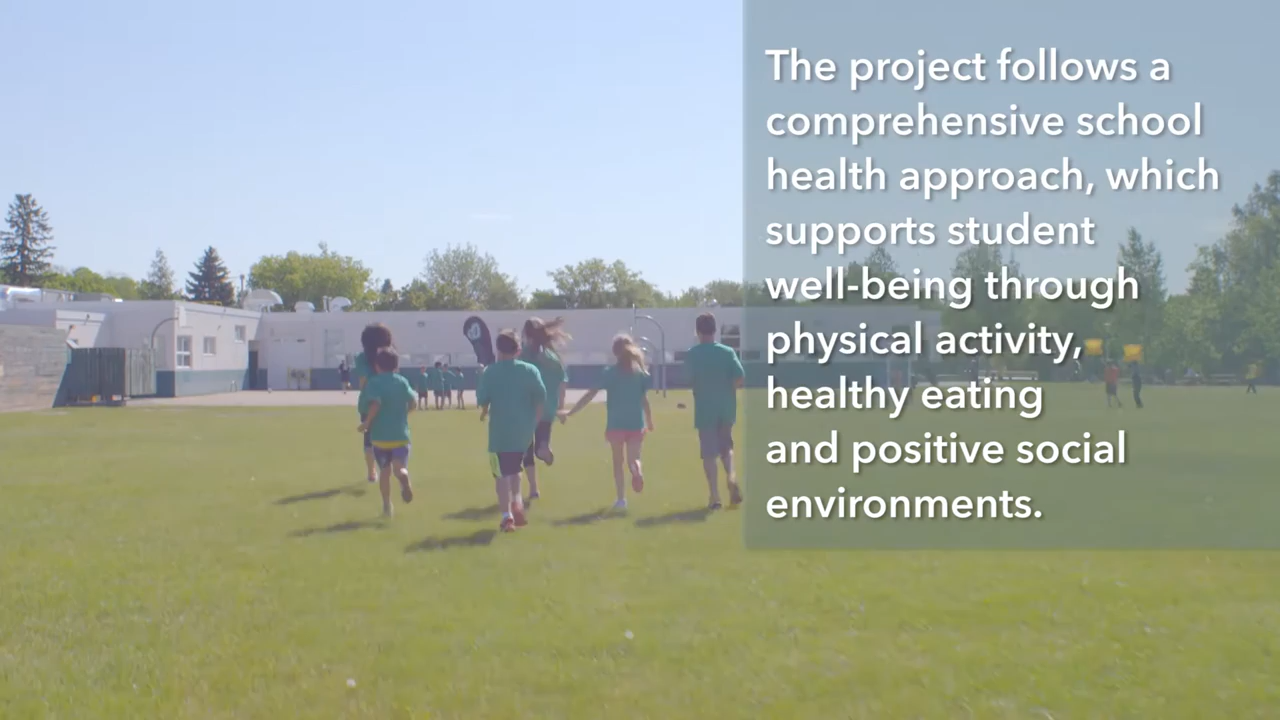 The project follows a
comprehensive school
health approach, which
supports student
well-being through
physical activity,
healthy eating
and positive social
environments.